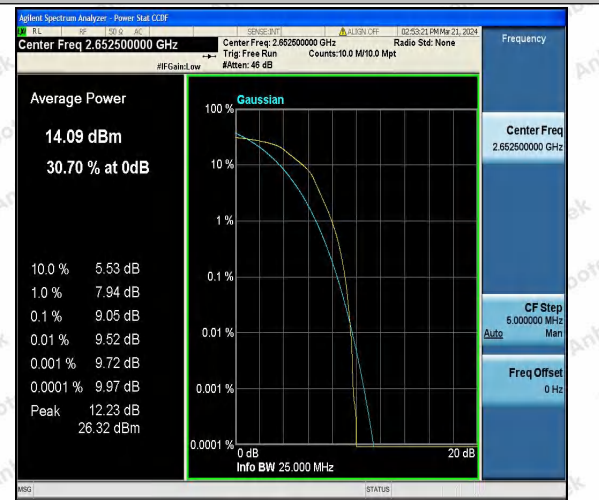 Agilent Spectrum Analyzer - Power Stat CCDF
RL RF 50 Ω AC SENSE:INT ALIGN OFF 02:53:21 PM Mar 21, 2024
Center Freq 2.652500000 GHz
Center Freq: 2.652500000 GHz Radio Std: None
Trig: Free Run Counts:10.0 M/10.0 Mpt
#IFGain:Low #Atten: 46 dB
Frequency
Average Power
14.09 dBm
30.70 % at 0dB
10.0 % 5.53 dB
1.0 % 7.94 dB
0.1 % 9.05 dB
0.01 % 9.52 dB
0.001 % 9.72 dB
0.0001 % 9.97 dB
Peak 12.23 dB
26.32 dBm
Gaussian
100 %
10 %
1 %
0.1 %
0.01 %
0.001 %
0.0001 %
0 dB 20 dB
Info BW 25.000 MHz
Center Freq
2.652500000 GHz
CF Step
5.000000 MHz
Auto Man
Freq Offset
0 Hz
MSG STATUS